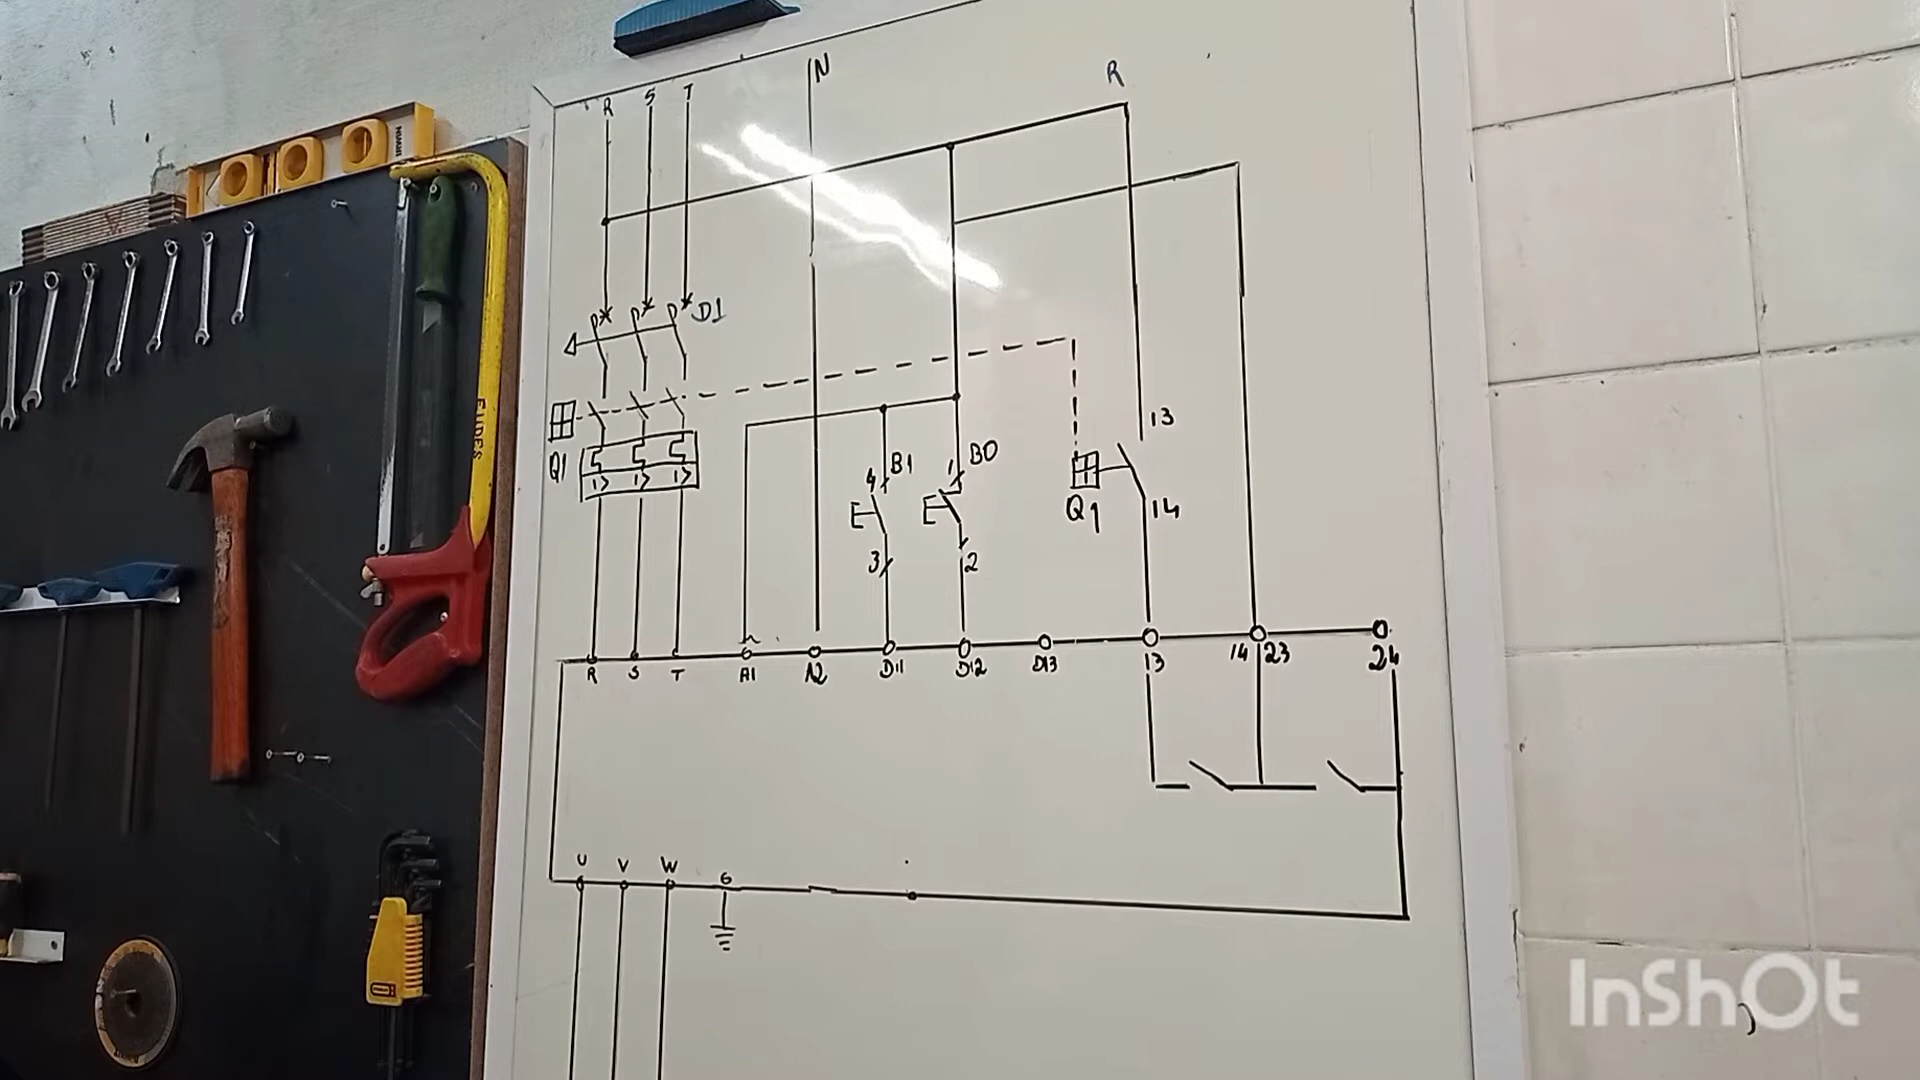 R S T
N
R
D1
13
Q1
4 B1
1 B0
Q1
14
3
2
R S T A1 A2 D11 D12 D13 13 14 23 24
U V W G
IRWIN
InShOt